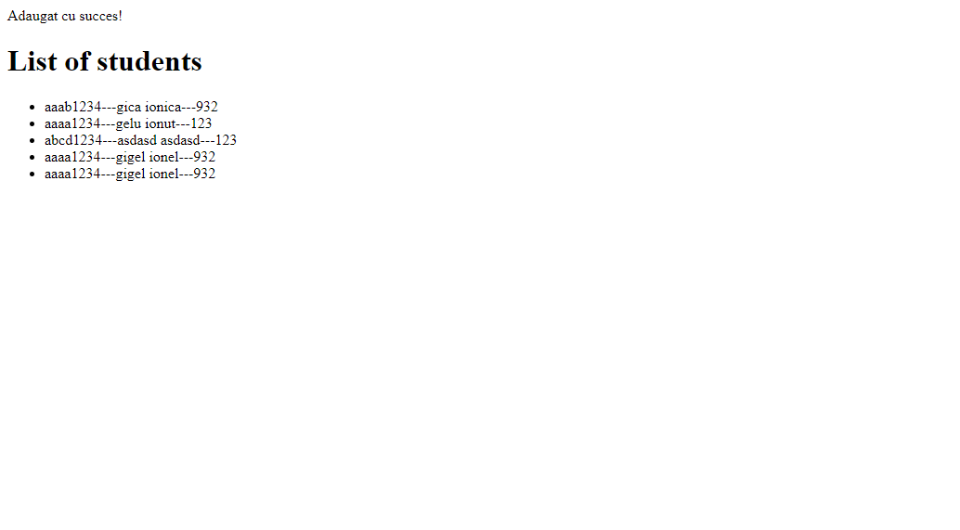 Adaugat cu succes!
List of students
aaab1234---gica ionica---932
aaaa1234---gelu ionut---123
abcd1234---asdasd asdasd---123
aaaa1234---gigel ionel---932
aaaa1234---gigel ionel---932